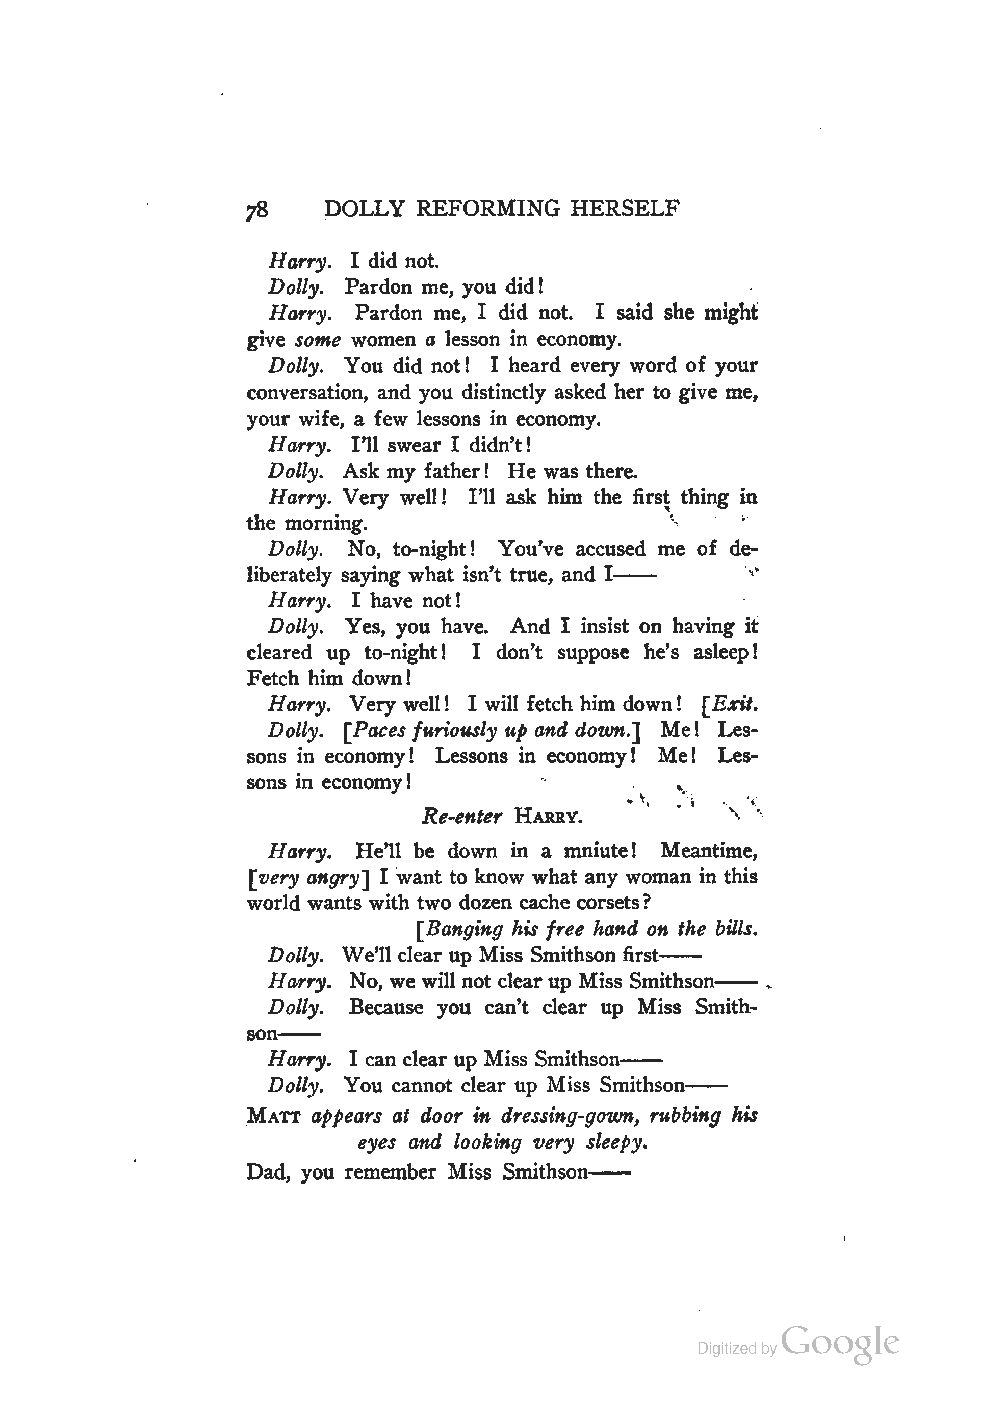 78 DOLLY REFORMING HERSELF
Harry. I did not.
Dolly. Pardon me, you did!
Harry. Pardon me, I did not. I said she might
give some women a lesson in economy.
Dolly. You did not! I heard every word of your
conversation, and you distinctly asked her to give me,
your wife, a few lessons in economy.
Harry. I'll swear I didn't!
Dolly. Ask my father! He was there.
Harry. Very well! I'll ask him the first thing in
the morning.
Dolly. No, to-night! You've accused me of de-
liberately saying what isn't true, and I——
Harry. I have not!
Dolly. Yes, you have. And I insist on having it
cleared up to-night! I don't suppose he's asleep!
Fetch him down!
Harry. Very well! I will fetch him down! [Exit.
Dolly. [Paces furiously up and down.] Me! Les-
sons in economy! Lessons in economy! Me! Les-
sons in economy!
Re-enter HARRY.
Harry. He'll be down in a mniute! Meantime,
[very angry] I want to know what any woman in this
world wants with two dozen cache corsets?
[Banging his free hand on the bills.
Dolly. We'll clear up Miss Smithson first——
Harry. No, we will not clear up Miss Smithson——
Dolly. Because you can't clear up Miss Smith-
son——
Harry. I can clear up Miss Smithson——
Dolly. You cannot clear up Miss Smithson——
MATT appears at door in dressing-gown, rubbing his
eyes and looking very sleepy.
Dad, you remember Miss Smithson——
Digitized by Google